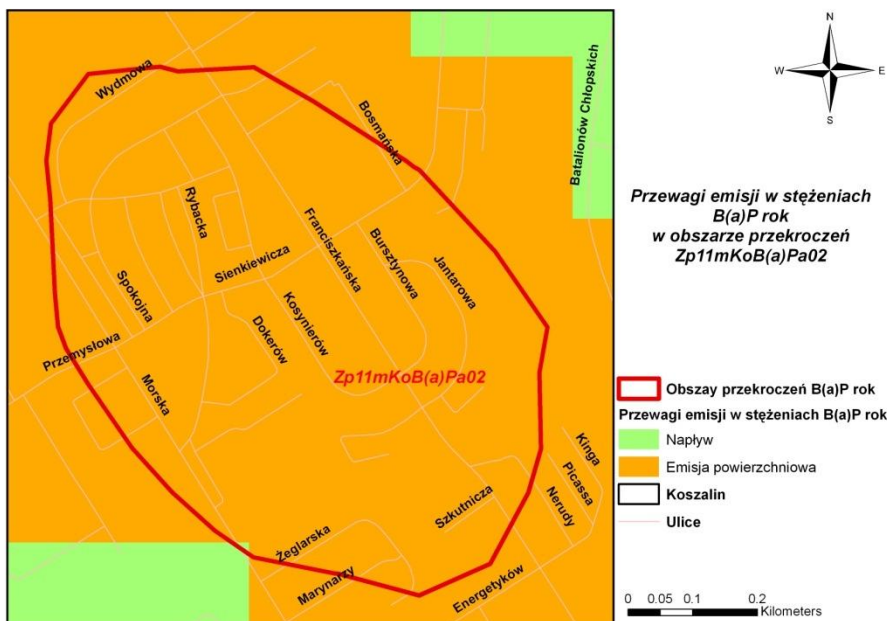 Wydmowa
Bosmańska
Batalionów Chłopskich
Rybacka
Franciszkańska
Sienkiewicza
Bursztynowa
Jantarowa
Spokojna
Kosynierów
Dokerów
Przemysłowa
Morska
Zp11mKoB(a)Pa02
Kinga
Picassa
Nerudy
Szkutnicza
Żeglarska
Marynarzy
Energetyków
N
W E
S
Przewagi emisji w stężeniach
B(a)P rok
w obszarze przekroczeń
Zp11mKoB(a)Pa02
Obszay przekroczeń B(a)P rok
Przewagi emisji w stężeniach B(a)P rok
Napływ
Emisja powierzchniowa
Koszalin
Ulice
0 0.05 0.1 0.2
Kilometers